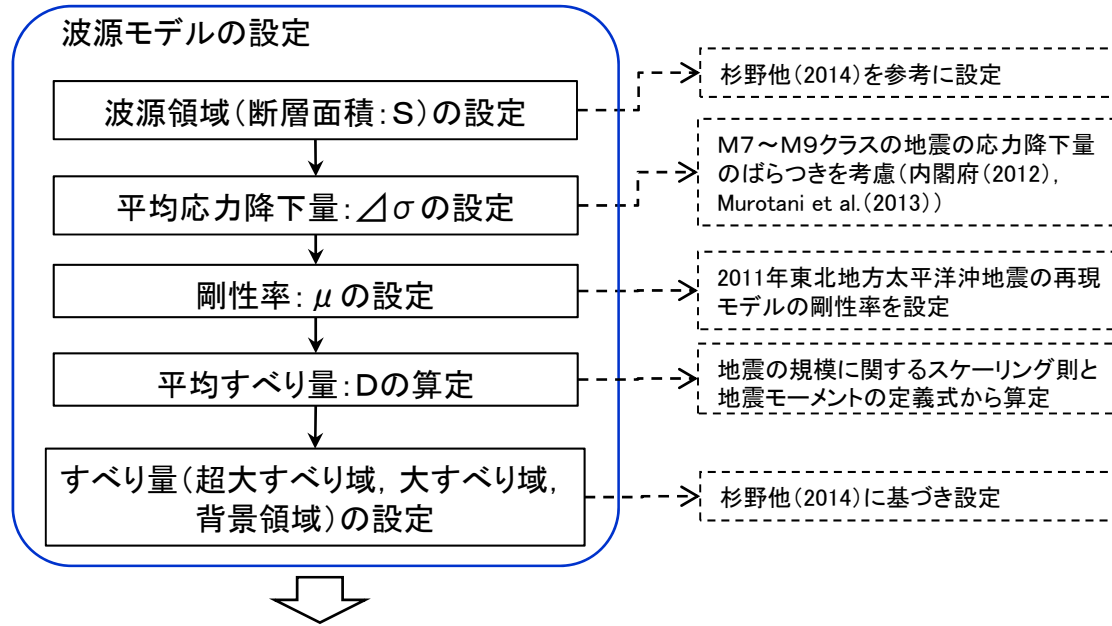 波源モデルの設定
波源領域（断層面積：S）の設定
杉野他（2014）を参考に設定
平均応力降下量：⊿σの設定
M7～M9クラスの地震の応力降下量
のばらつきを考慮（内閣府（2012），
Murotani et al.（2013））
剛性率：μの設定
2011年東北地方太平洋沖地震の再現
モデルの剛性率を設定
平均すべり量：Dの算定
地震の規模に関するスケーリング則と
地震モーメントの定義式から算定
すべり量（超大すべり域，大すべり域，
背景領域）の設定
杉野他（2014）に基づき設定